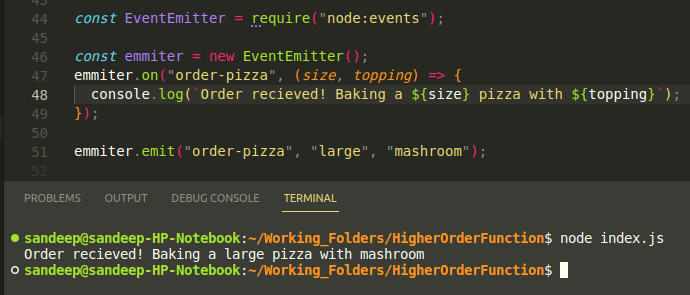 44 const EventEmitter = require("node:events");
45
46 const emmiter = new EventEmitter();
47 emmiter.on("order-pizza", (size, topping) => {
48 console.log(`Order recieved! Baking a ${size} pizza with ${topping}`);
49 });
50
51 emmiter.emit("order-pizza", "large", "mashroom");
52
PROBLEMS OUTPUT DEBUG CONSOLE TERMINAL
sandeep@sandeep-HP-Notebook:~/Working_Folders/HigherOrderFunction$ node index.js
Order recieved! Baking a large pizza with mashroom
sandeep@sandeep-HP-Notebook:~/Working_Folders/HigherOrderFunction$